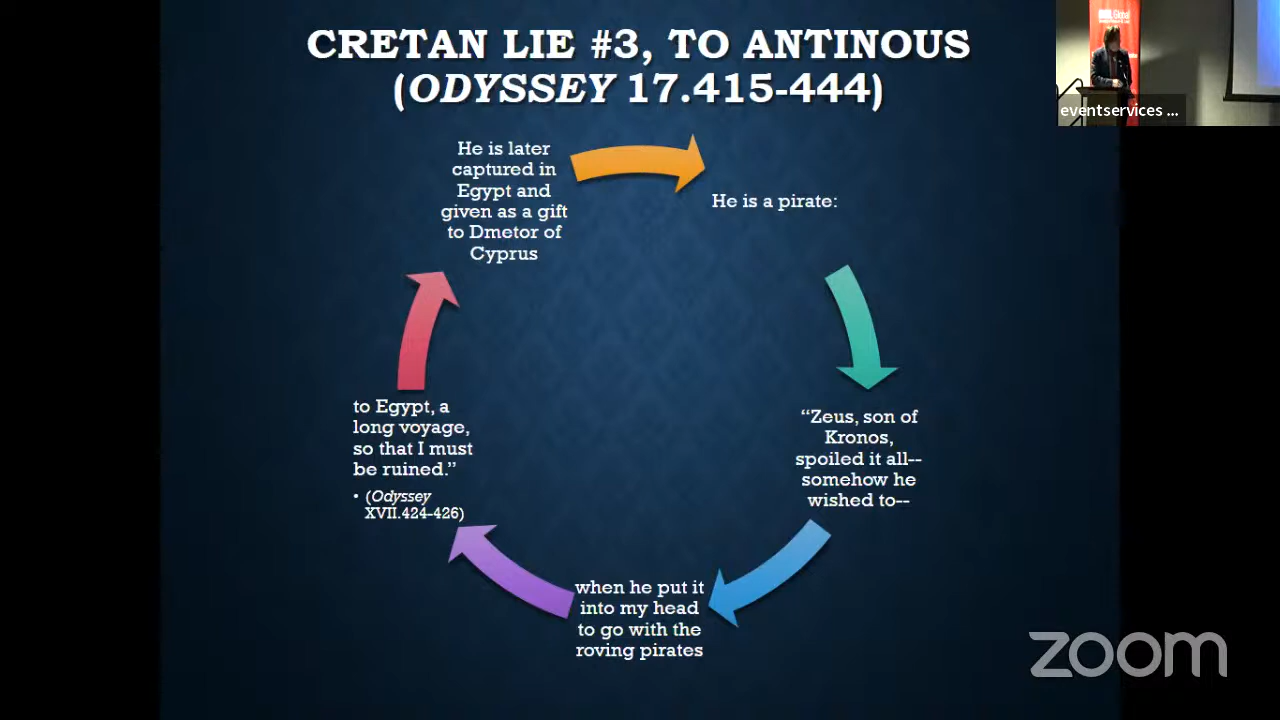 CRETAN LIE #3, TO ANTINOUS
(ODYSSEY 17.415-444)
eventservices ...
He is later
captured in
Egypt and
given as a gift
to Dmetor of
Cyprus
He is a pirate:
“Zeus, son of
Kronos,
spoiled it all--
somehow he
wished to--
when he put it
into my head
to go with the
roving pirates
to Egypt, a
long voyage,
so that I must
be ruined.”
• (Odyssey
XVII.424-426)
zoom